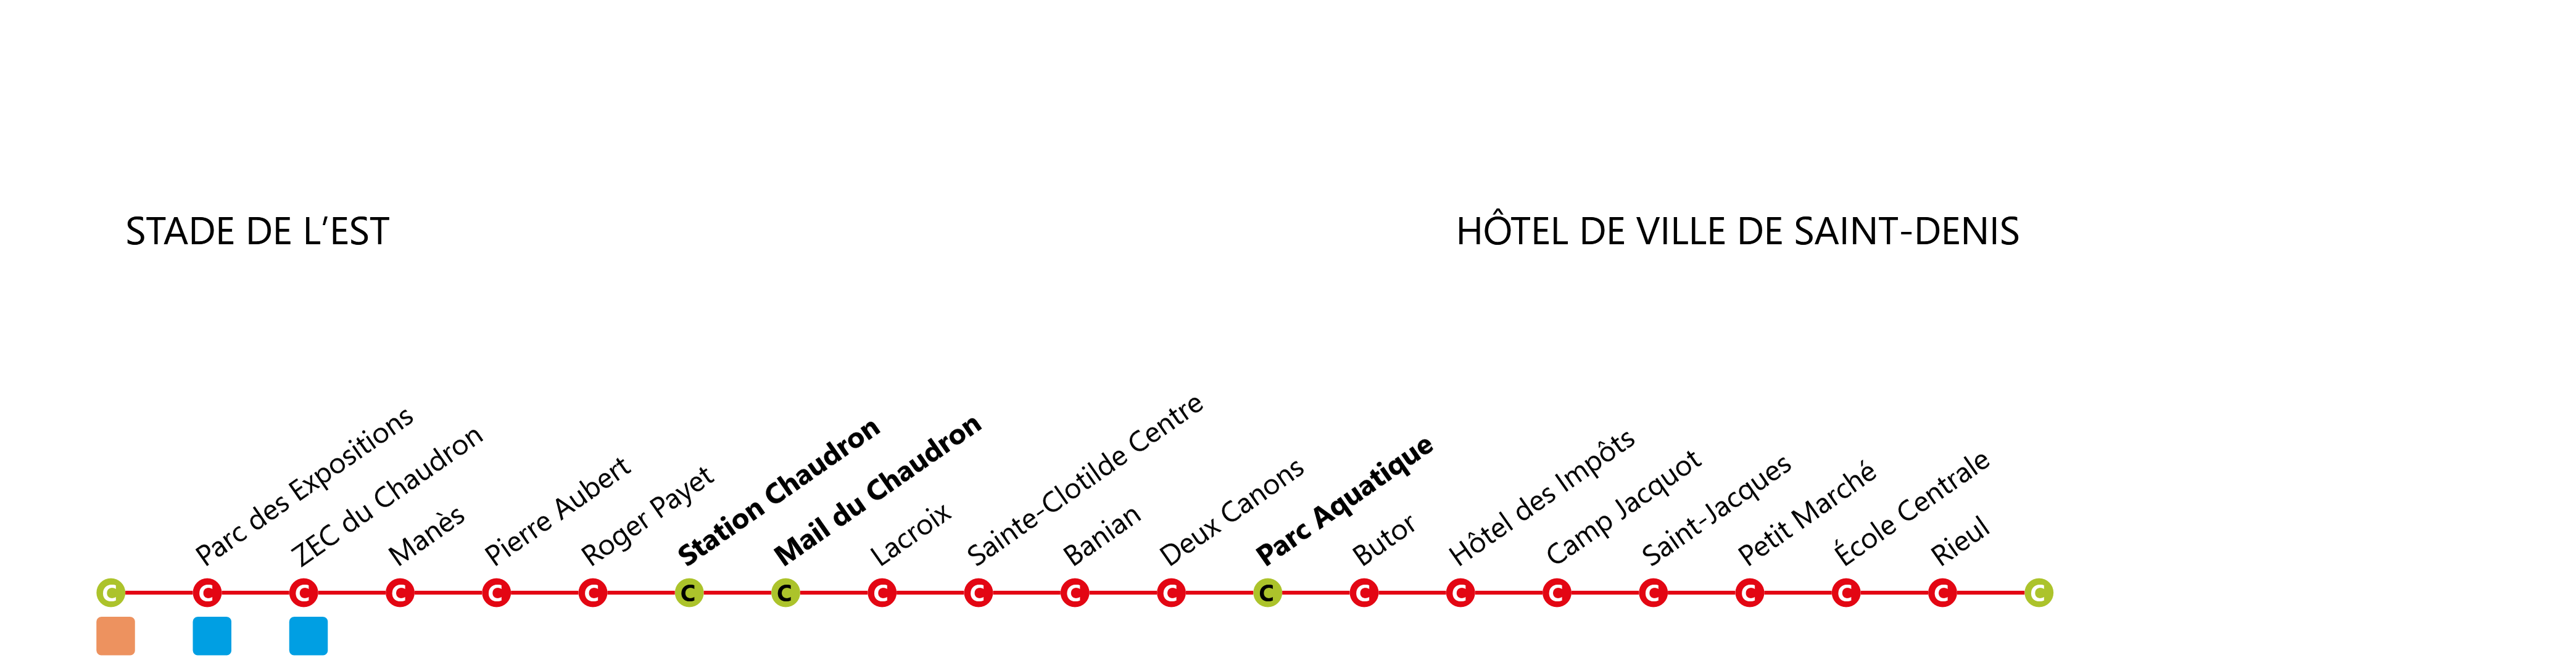 STADE DE L’EST
HÔTEL DE VILLE DE SAINT-DENIS
Parc des Expositions
ZEC du Chaudron
Manès
Pierre Aubert
Roger Payet
Station Chaudron
Mail du Chaudron
Lacroix
Sainte-Clotilde Centre
Banian
Deux Canons
Parc Aquatique
Butor
Hôtel des Impôts
Camp Jacquot
Saint-Jacques
Petit Marché
École Centrale
Rieul
C C C C C C C C C C C C C C C C C C C C C